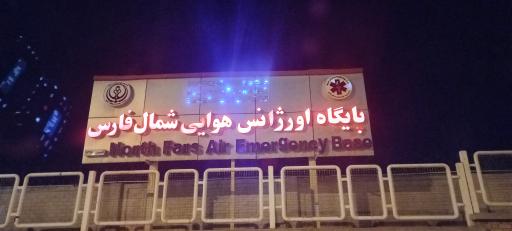 پایگاه اورژانس هوایی شمال فارس
North Fars Air Emergency Base